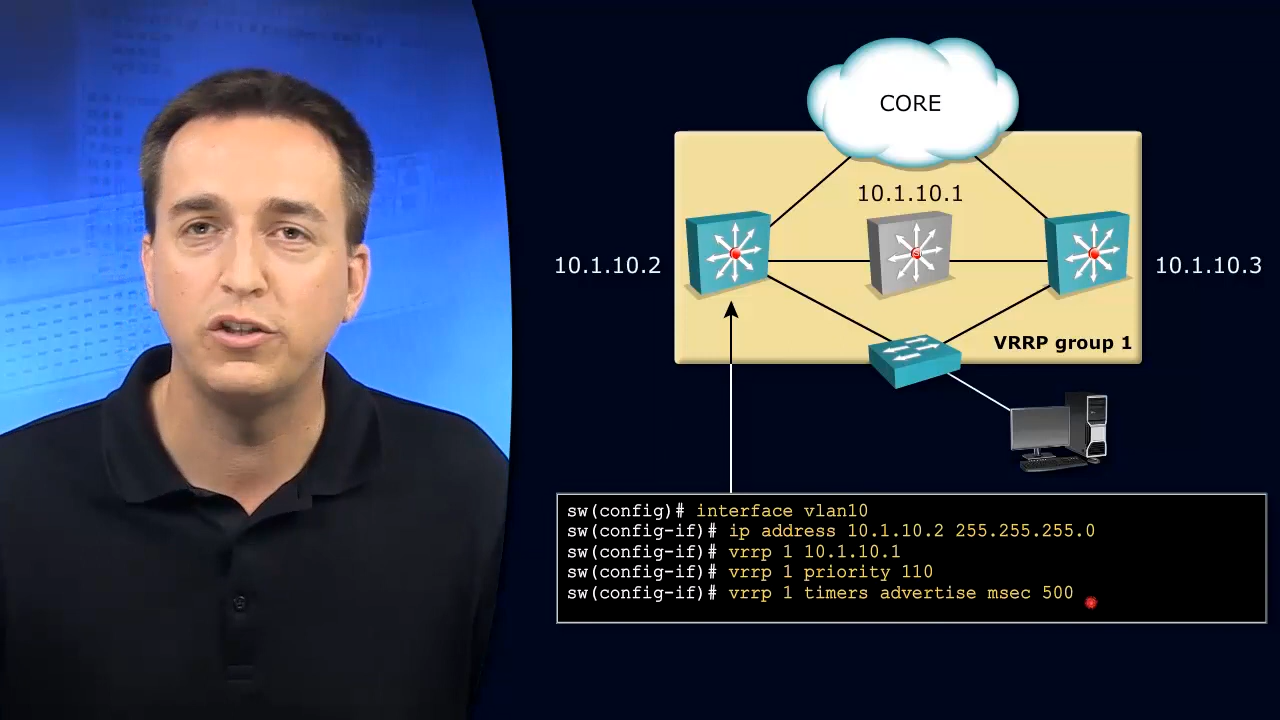 CORE
10.1.10.1
10.1.10.2
10.1.10.3
VRRP group 1
sw(config)# interface vlan10
sw(config-if)# ip address 10.1.10.2 255.255.255.0
sw(config-if)# vrrp 1 10.1.10.1
sw(config-if)# vrrp 1 priority 110
sw(config-if)# vrrp 1 timers advertise msec 500